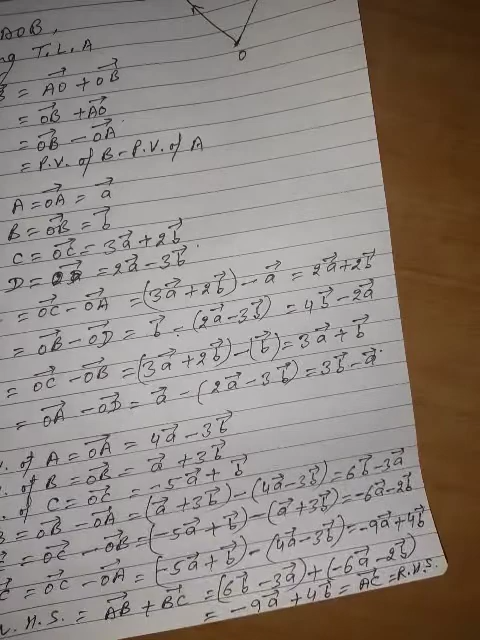 O
AOB,
T.L.A
= AO⃗ + OB⃗
= OB⃗ + AO⃗
= OB⃗ - OA⃗
= P.V. of B - P.V. of A
A = OA⃗ = a⃗
B = OB⃗ = b⃗
C = OC⃗ = 3a⃗ + 2b⃗
D = = 2a⃗ - 3b⃗
= OC⃗ - OA⃗ = (3a⃗ + 2b⃗) - a⃗ = 2a⃗ + 2b⃗
= OB⃗ - OD⃗ = b⃗ - (2a⃗ - 3b⃗) = 4b⃗ - 2a⃗
= OC⃗ - OB⃗ = (3a⃗ + 2b⃗) - (b⃗) = 3a⃗ + b⃗
= OA⃗ - OD⃗ = a⃗ - (2a⃗ - 3b⃗) = 3b⃗ - a⃗
of A = OA⃗ = 4a⃗ - 3b⃗
of B = OB⃗ = a⃗ + 3b⃗
of C = OC⃗ = -5a⃗ + b⃗
B = OB⃗ - OA⃗ = (a⃗ + 3b⃗) - (4a⃗ - 3b⃗) = 6b⃗ - 3a⃗
= OC⃗ - OB⃗ = (-5a⃗ + b⃗) - (a⃗ + 3b⃗) = -6a⃗ - 2b⃗
C⃗ = OC⃗ - OA⃗ = (-5a⃗ + b⃗) - (4a⃗ - 3b⃗) = -9a⃗ + 4b⃗
H.S. = AB⃗ + BC⃗ = (6b⃗ - 3a⃗) + (-6a⃗ - 2b⃗)
= -9a⃗ + 4b⃗ = AC⃗ = R.H.S.